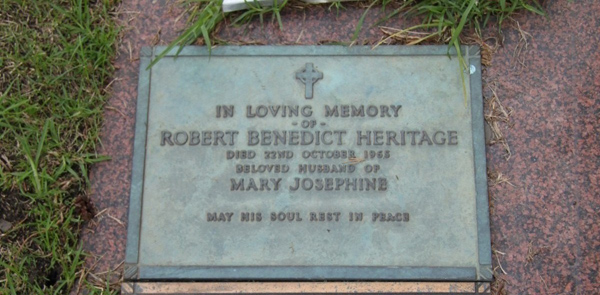 IN LOVING MEMORY
- OF -
ROBERT BENEDICT HERITAGE
DIED 22ND OCTOBER 1965
BELOVED HUSBAND OF
MARY JOSEPHINE
MAY HIS SOUL REST IN PEACE